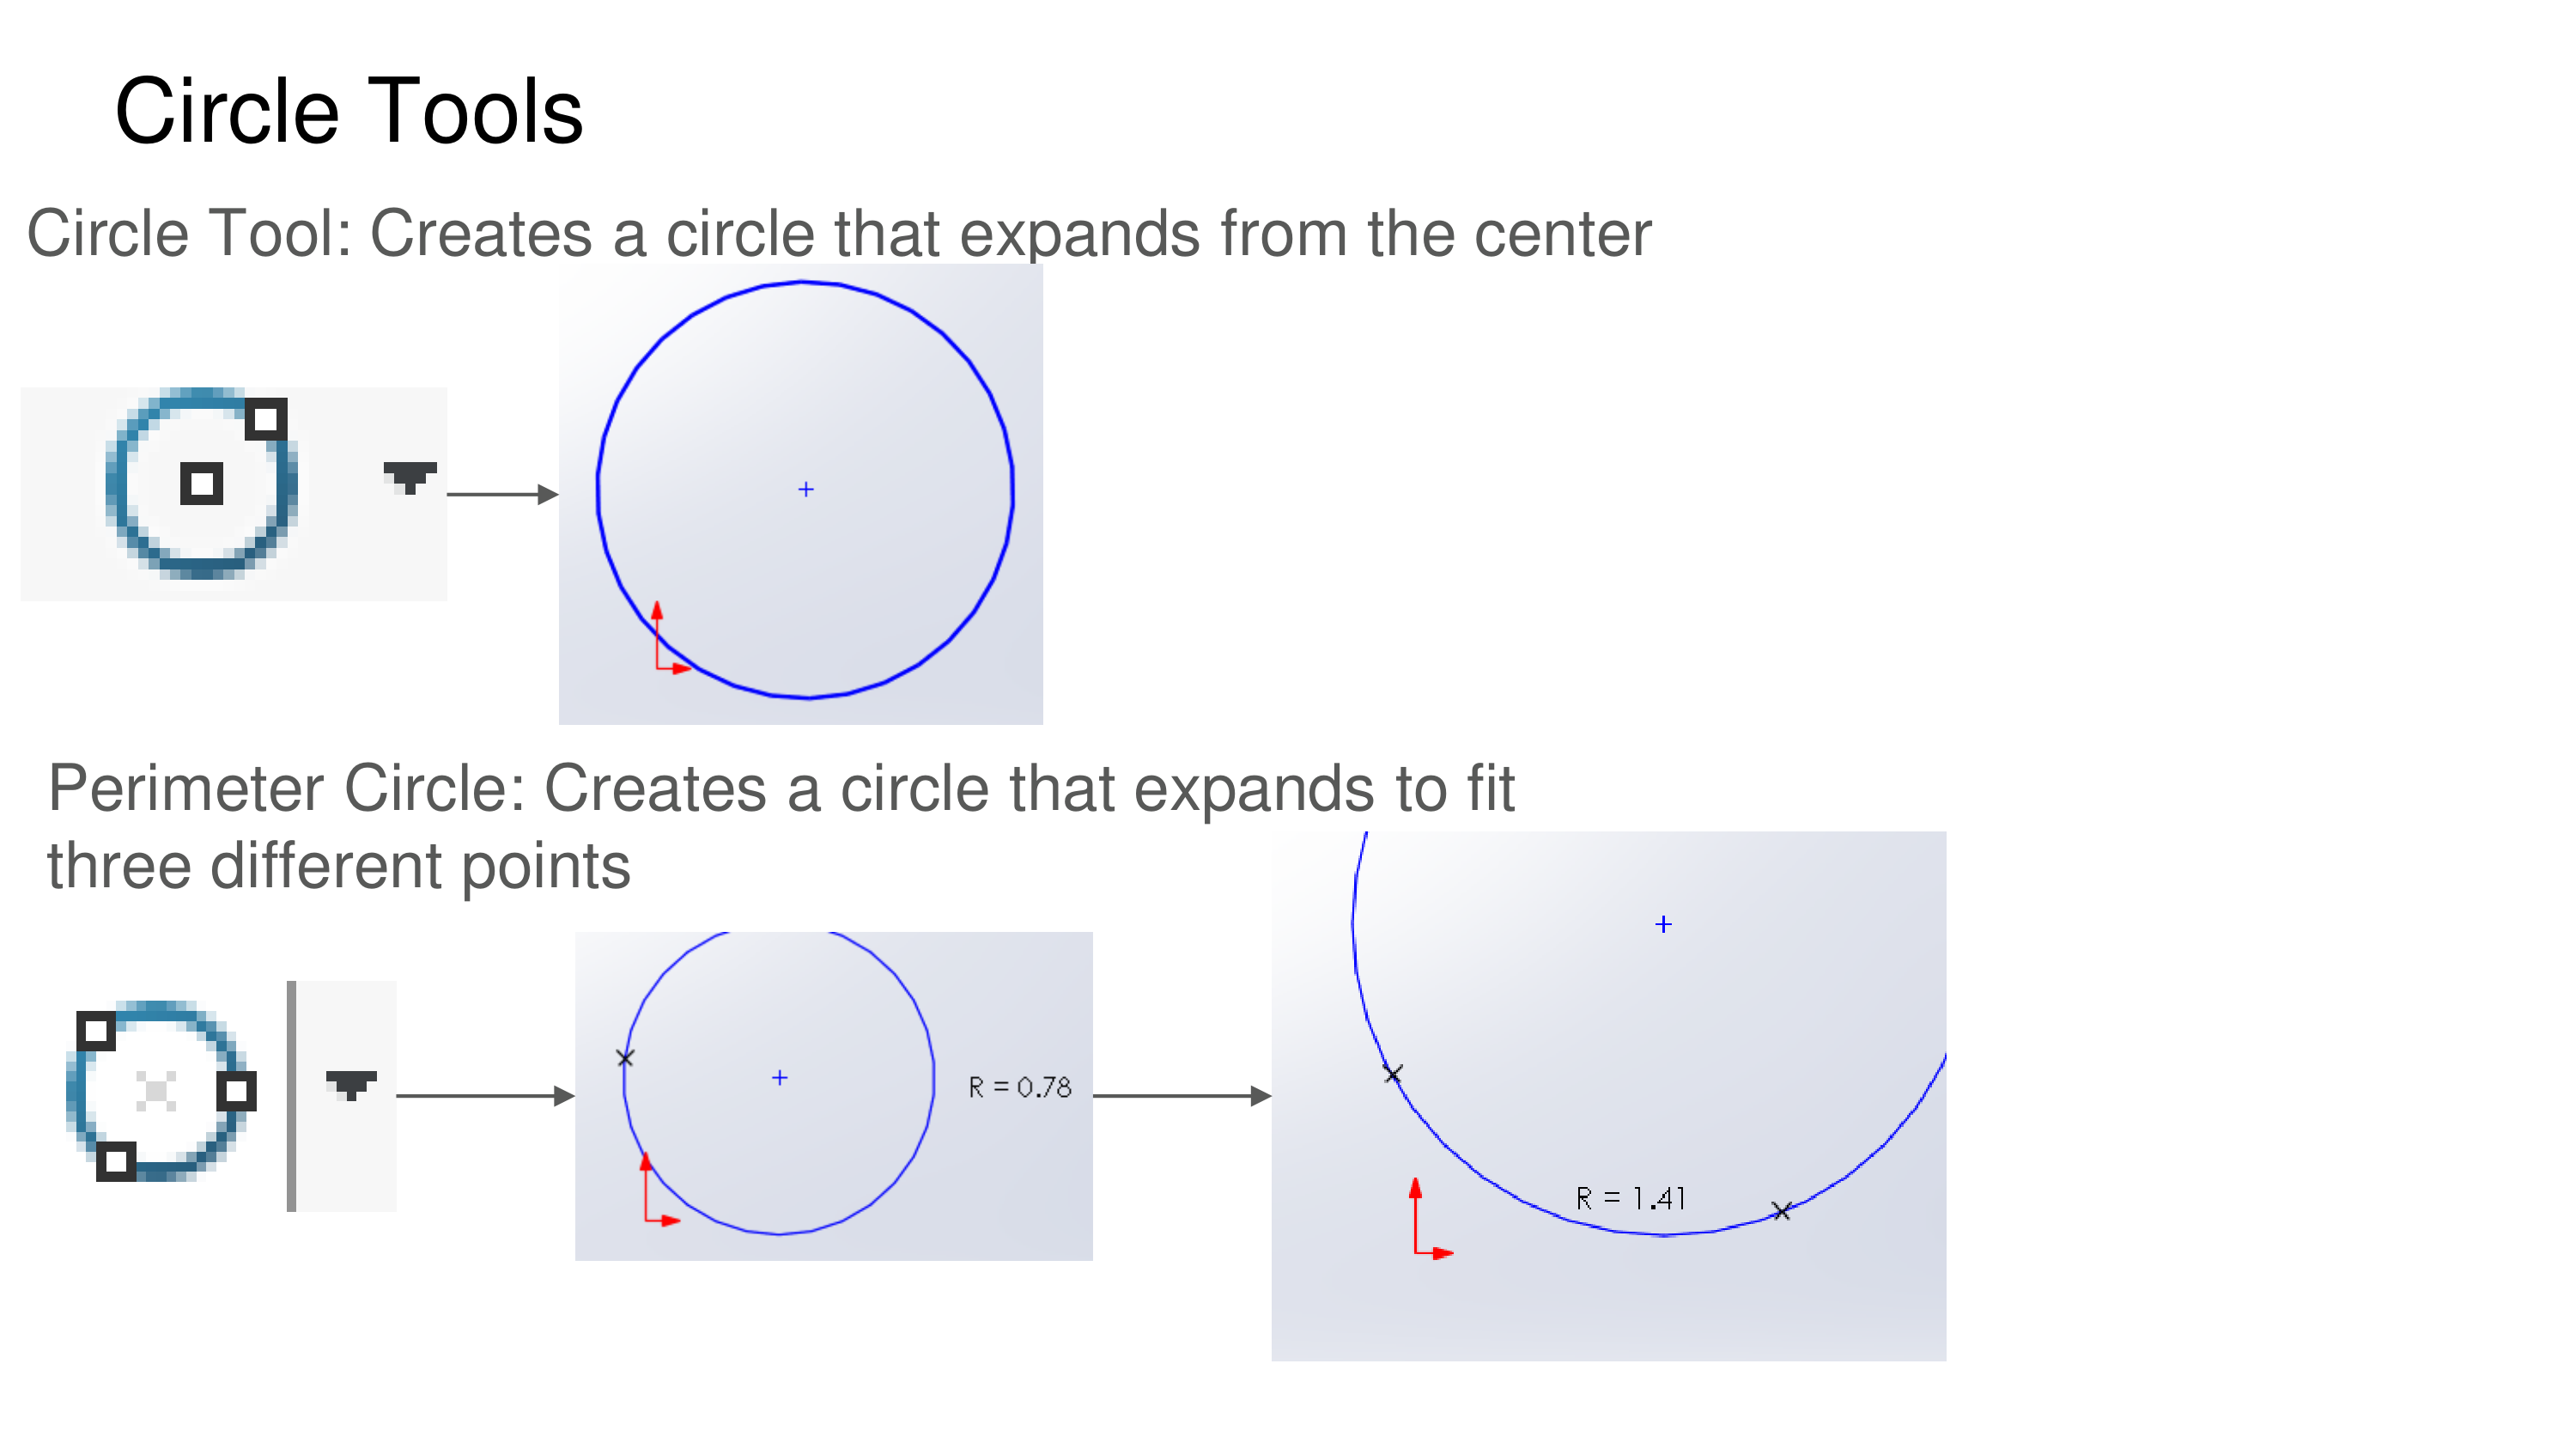 Circle Tools
Circle Tool: Creates a circle that expands from the center
Perimeter Circle: Creates a circle that expands to fit
three different points
R = 0.78
R = 1.41